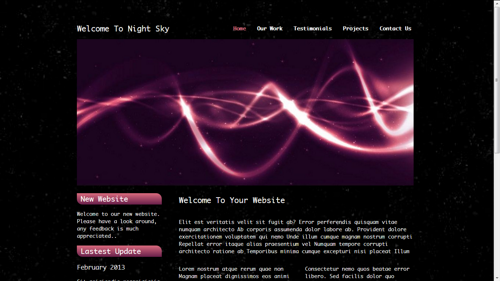 Welcome To Night Sky
Home Our Work Testimonials Projects Contact Us
New Website
Welcome to our new website.
Please have a look around,
any feedback is much
appreciated..
Lastest Update
February 2013
Welcome To Your Website
Elit est veritatis velit sit fugit qb? Error perferendis quisquam vitae
numquam architecto Ab corporis assumenda dolor labore ab. Provident dolore
exercitationem voluptatem qui nemo Unde illum cumque magnam nostrum corrupti
Repellat error itaque alias praesentium vel Numquam tempore corrupti
architecto ratione ab Temporibus minima cumque excepturi nisi placeat Illum
Lorem nostrum atque rerum quae non
Magnam placeat dignissimos eos animi
Consectetur nemo quos beatae error
libero. Sed facilis dolor quo